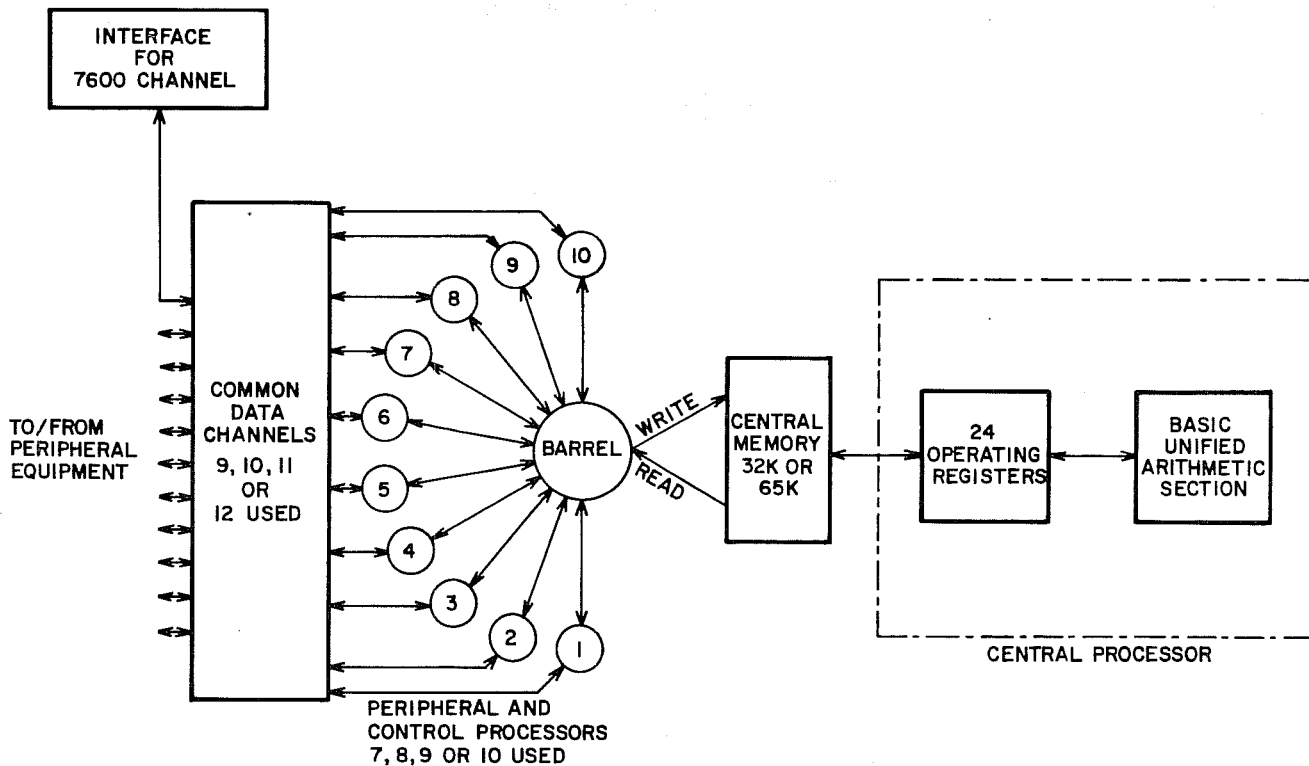 INTERFACE
FOR
7600 CHANNEL
TO/FROM
PERIPHERAL
EQUIPMENT
COMMON
DATA
CHANNELS
9, 10, 11
OR
12 USED
10
9
8
7
6
5
4
3
2
1
BARREL
WRITE
READ
PERIPHERAL AND
CONTROL PROCESSORS
7, 8, 9 OR 10 USED
CENTRAL
MEMORY
32K OR
65K
24
OPERATING
REGISTERS
BASIC
UNIFIED
ARITHMETIC
SECTION
CENTRAL PROCESSOR